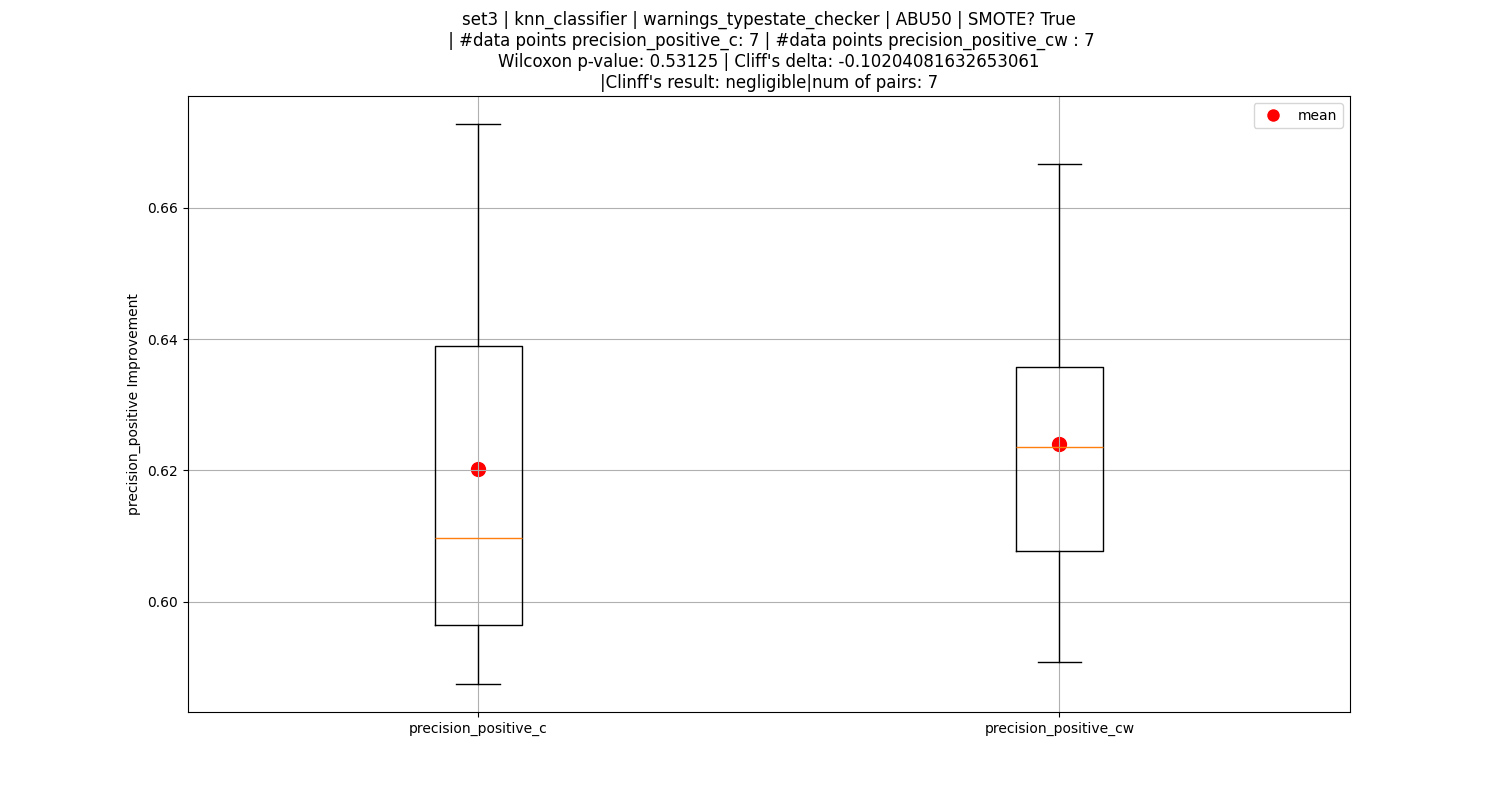 set3 | knn_classifier | warnings_typestate_checker | ABU50 | SMOTE? True
| #data points precision_positive_c: 7 | #data points precision_positive_cw : 7
Wilcoxon p-value: 0.53125 | Cliff's delta: -0.10204081632653061
|Clinff's result: negligible|num of pairs: 7
mean
0.66
0.64
0.62
0.60
precision_positive Improvement
precision_positive_c
precision_positive_cw